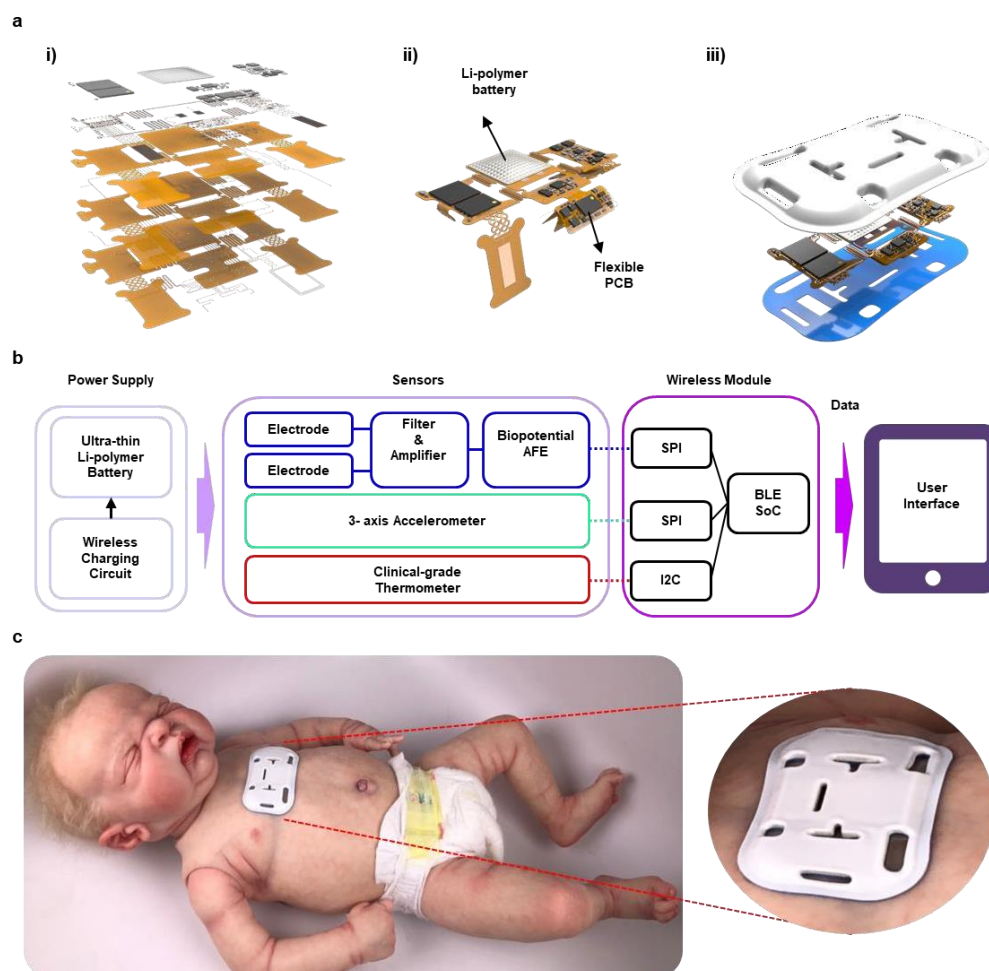 a
i)
ii)
iii)
Li-polymer
battery
Flexible
PCB
b
Power Supply
Sensors
Wireless Module
Data
Ultra-thin
Li-polymer
Battery
Wireless
Charging
Circuit
Electrode
Electrode
Filter
&
Amplifier
Biopotential
AFE
3- axis Accelerometer
Clinical-grade
Thermometer
SPI
SPI
I2C
BLE
SoC
User
Interface
c